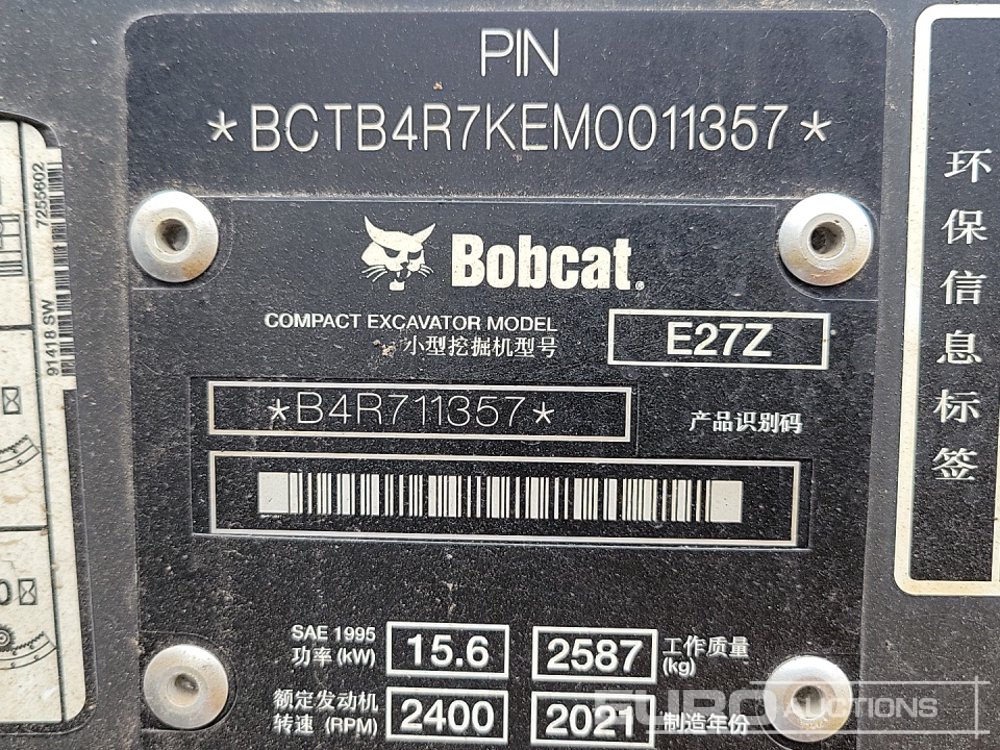 PIN
*BCTB4R7KEM0011357*
Bobcat.
COMPACT EXCAVATOR MODEL
小型挖掘机型号
E27Z
*B4R711357*
产品识别码
SAE 1995
功率 (kW)
15.6
2587
工作质量
(kg)
额定发动机
转速 (RPM)
2400
2021
制造年份
环保信息标签
7255602
91418 SW
EURO AUCTIONS